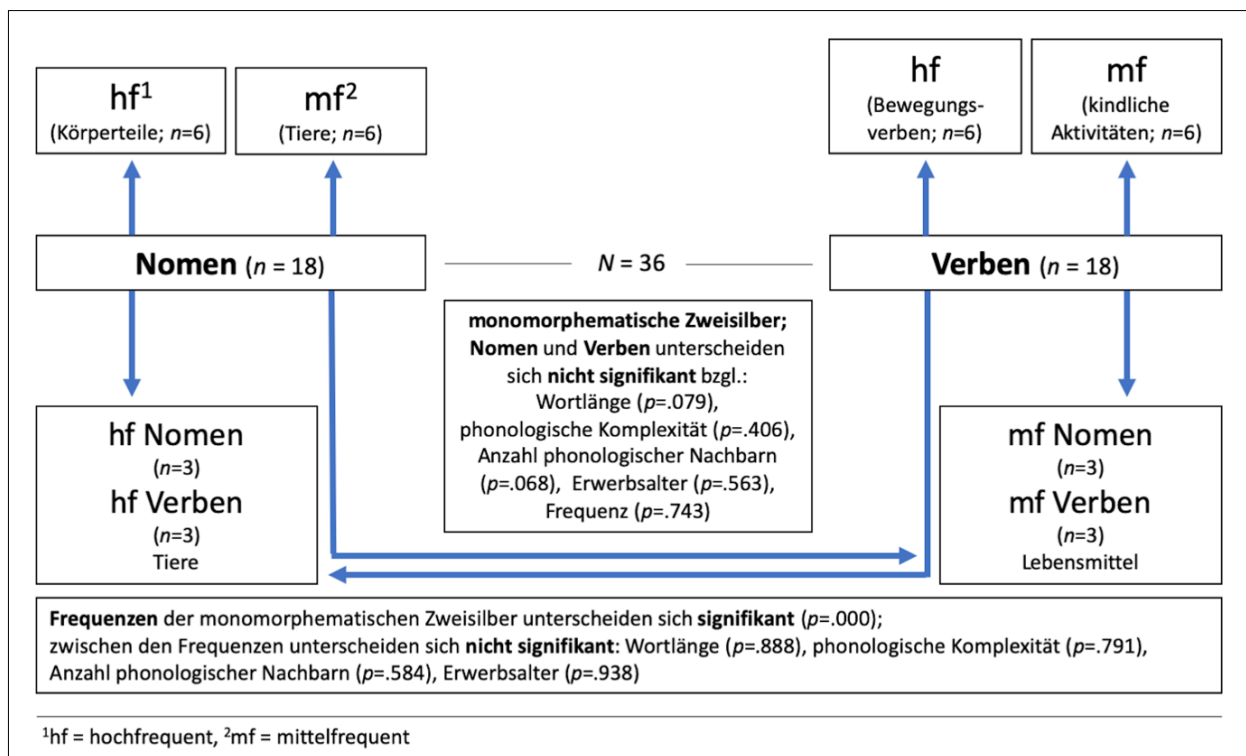 hf¹
(Körperteile; n=6)
mf²
(Tiere; n=6)
hf
(Bewegungs-
verben; n=6)
mf
(kindliche
Aktivitäten; n=6)
Nomen (n = 18)
N = 36
Verben (n = 18)
monomorphematische Zweisilber;
Nomen und Verben unterscheiden
sich nicht signifikant bzgl.:
Wortlänge (p=.079),
phonologische Komplexität (p=.406),
Anzahl phonologischer Nachbarn
(p=.068), Erwerbsalter (p=.563),
Frequenz (p=.743)
hf Nomen
(n=3)
hf Verben
(n=3)
Tiere
mf Nomen
(n=3)
mf Verben
(n=3)
Lebensmittel
Frequenzen der monomorphematischen Zweisilber unterscheiden sich signifikant (p=.000);
zwischen den Frequenzen unterscheiden sich nicht signifikant: Wortlänge (p=.888), phonologische Komplexität (p=.791),
Anzahl phonologischer Nachbarn (p=.584), Erwerbsalter (p=.938)
¹hf = hochfrequent, ²mf = mittelfrequent